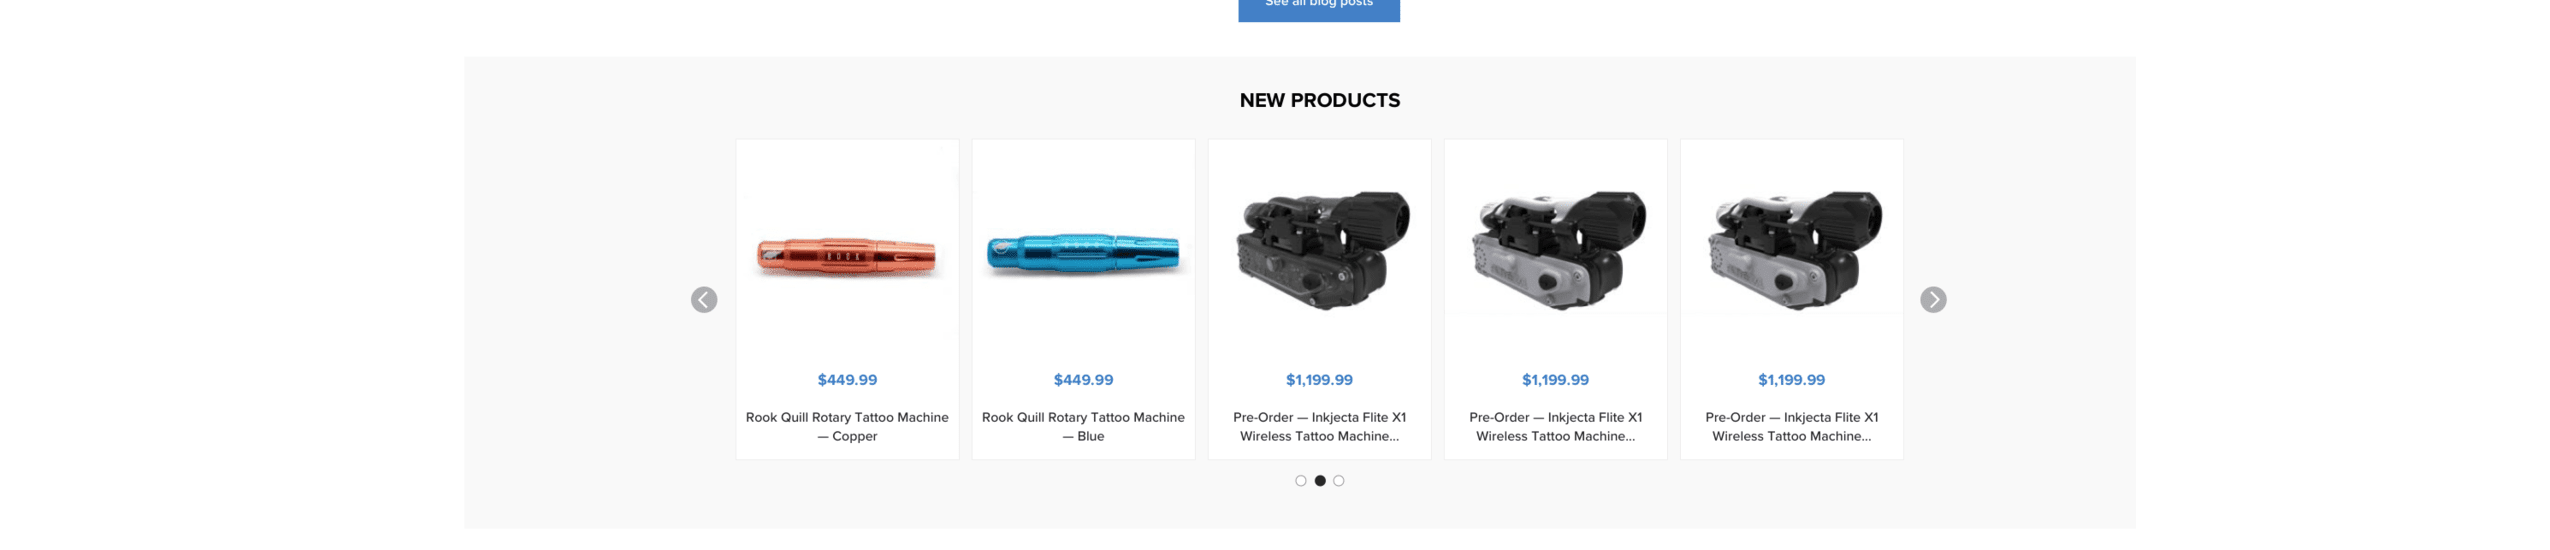 See all blog posts
NEW PRODUCTS
ROOK
$449.99
Rook Quill Rotary Tattoo Machine
— Copper
$449.99
Rook Quill Rotary Tattoo Machine
— Blue
$1,199.99
Pre-Order — Inkjecta Flite X1
Wireless Tattoo Machine...
$1,199.99
Pre-Order — Inkjecta Flite X1
Wireless Tattoo Machine...
$1,199.99
Pre-Order — Inkjecta Flite X1
Wireless Tattoo Machine...